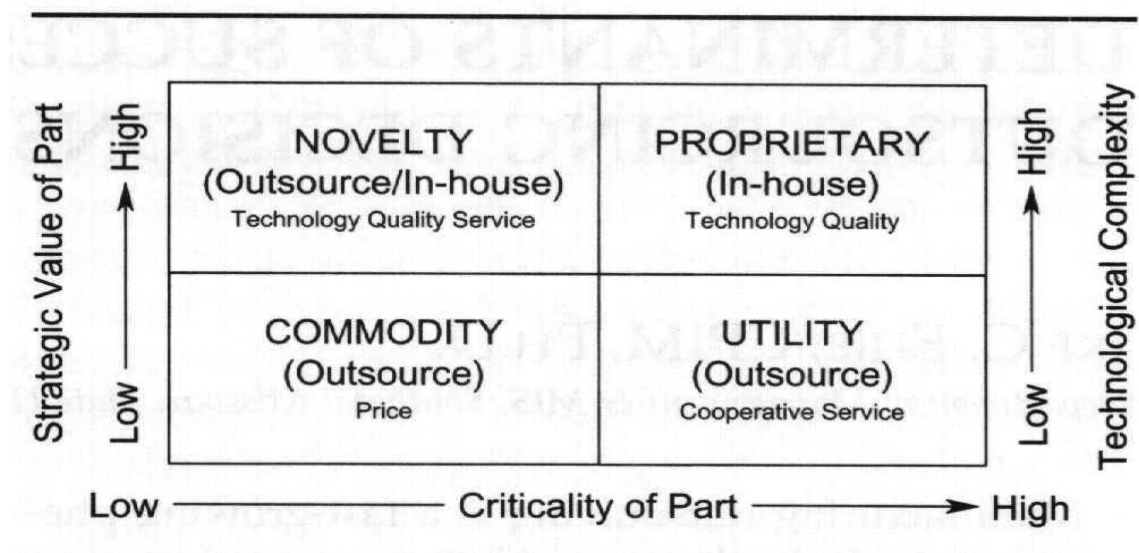 Strategic Value of Part
Low → High
NOVELTY
(Outsource/In-house)
Technology Quality Service
PROPRIETARY
(In-house)
Technology Quality
COMMODITY
(Outsource)
Price
UTILITY
(Outsource)
Cooperative Service
Low → High
Technological Complexity
Low Criticality of Part → High